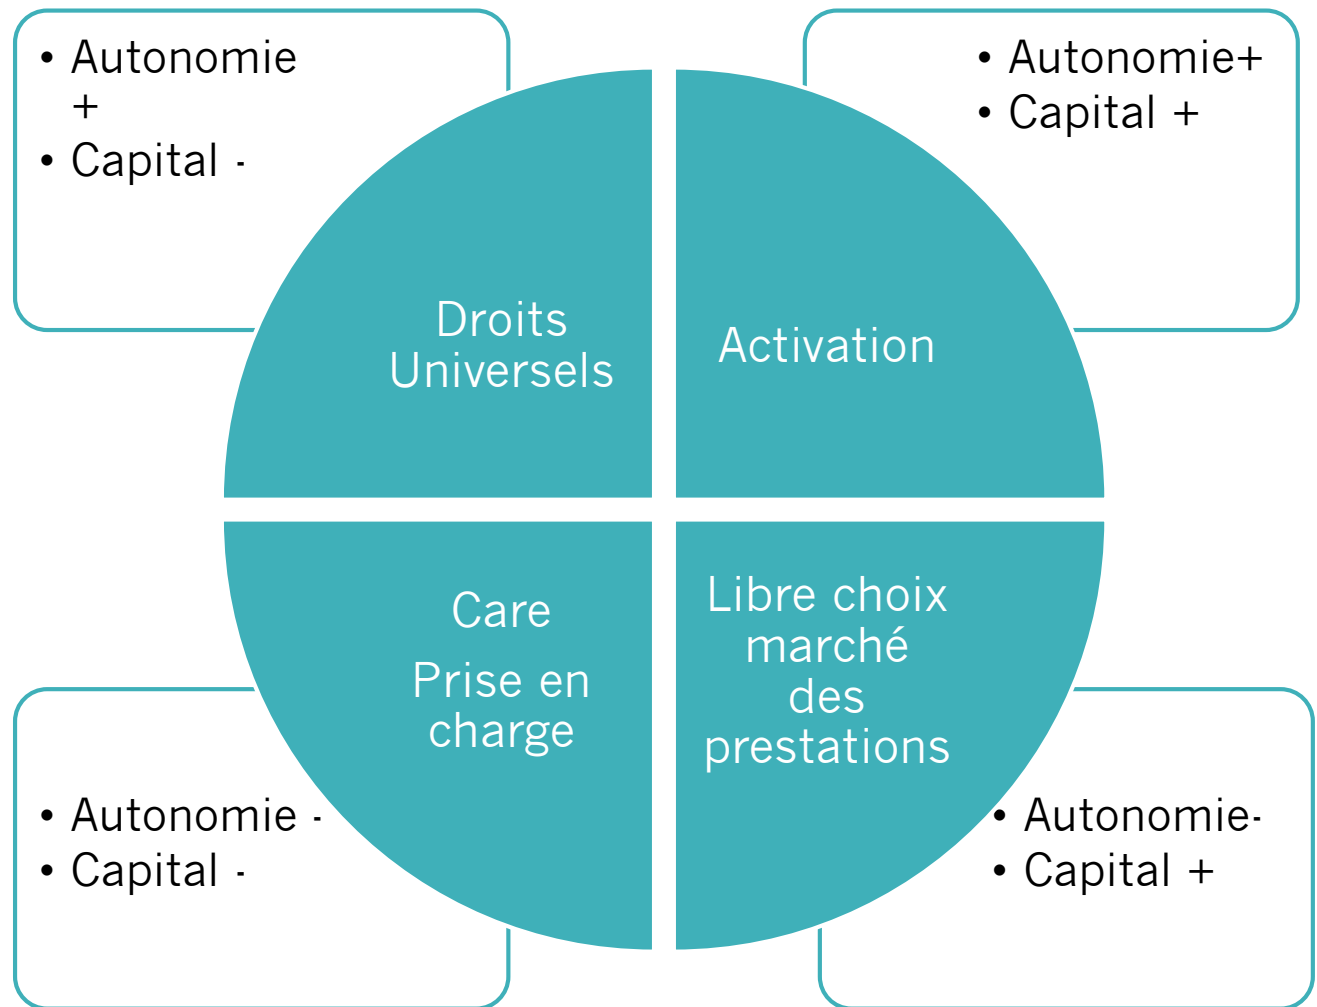 • Autonomie
+
• Capital -
• Autonomie+
• Capital +
Droits
Universels
Activation
Care
Prise en
charge
Libre choix
marché
des
prestations
• Autonomie -
• Capital -
• Autonomie-
• Capital +